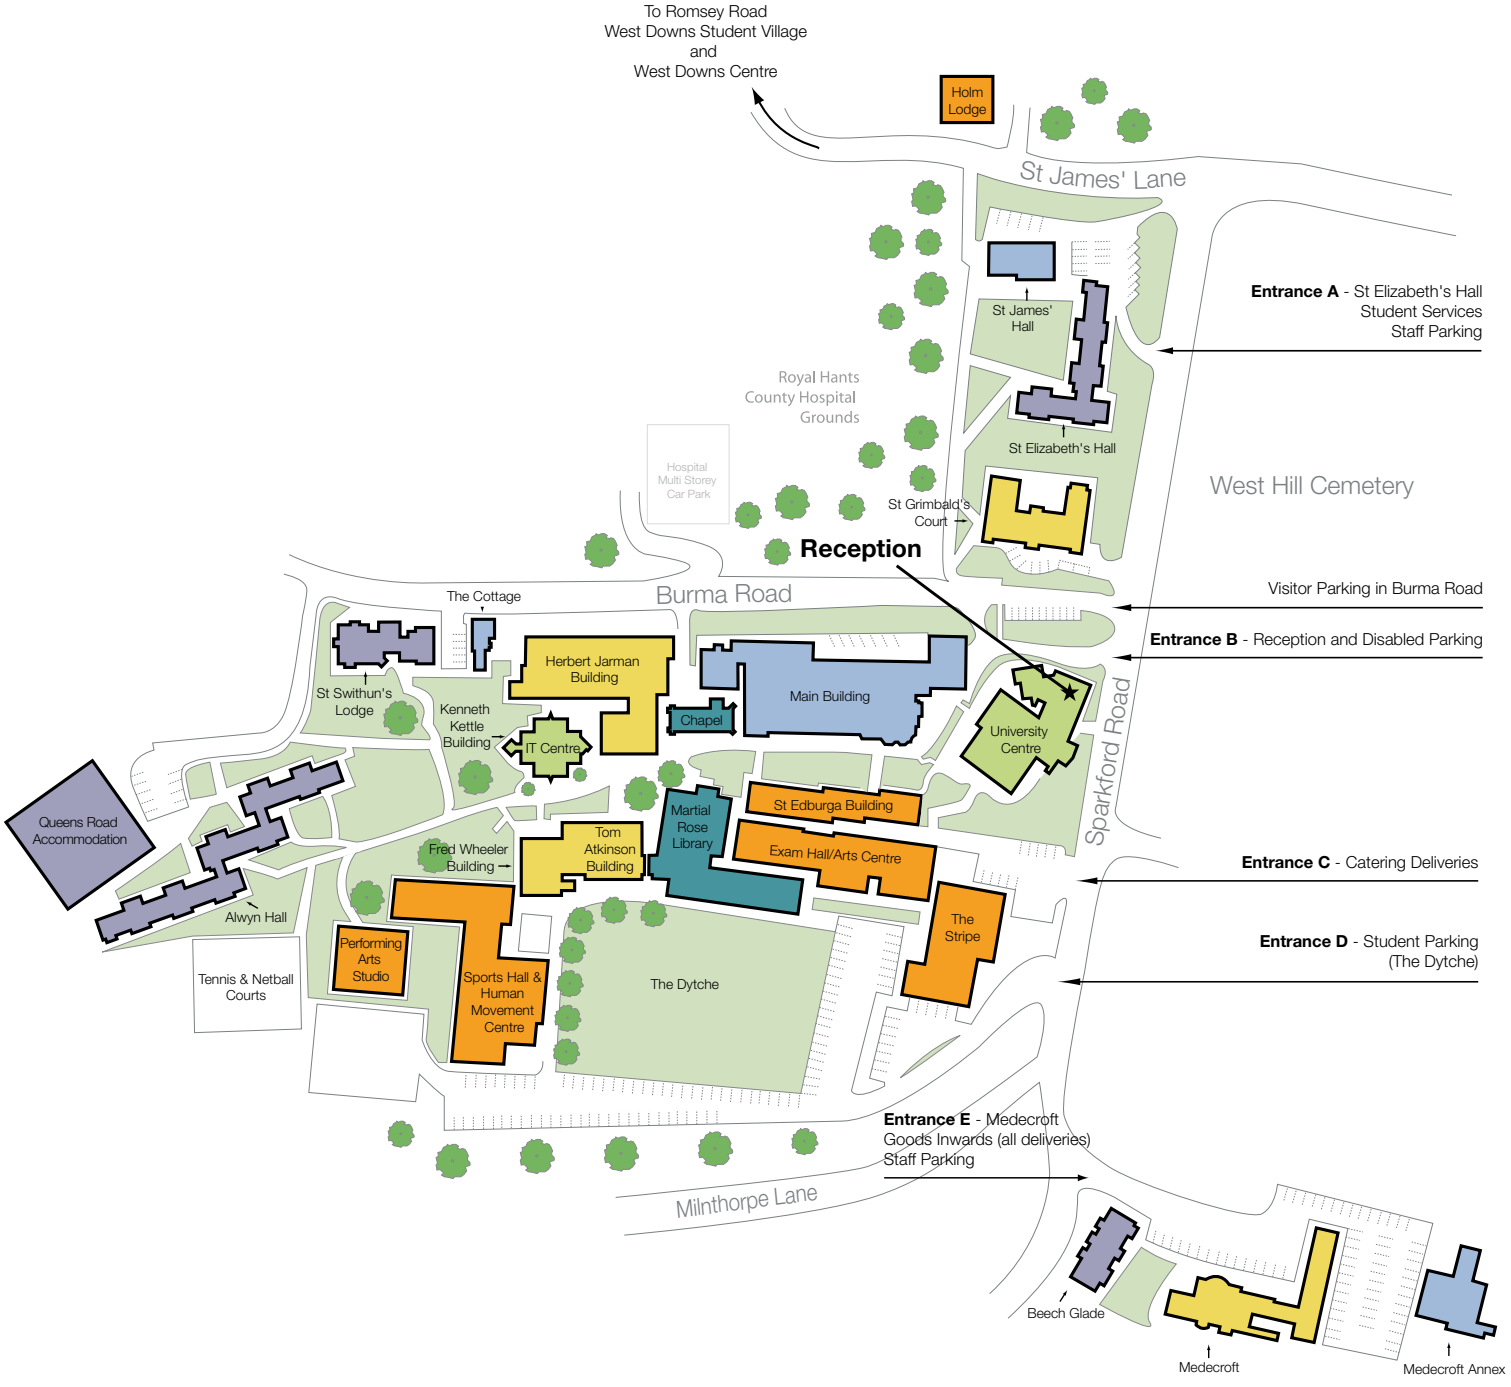 To Romsey Road
West Downs Student Village
and
West Downs Centre
Holm
Lodge
St James' Lane
Entrance A - St Elizabeth's Hall
Student Services
Staff Parking
St James'
Hall
Royal Hants
County Hospital
Grounds
St Elizabeth's Hall
Hospital
Multi Storey
Car Park
West Hill Cemetery
St Grimbald's
Court
Reception
Burma Road
Visitor Parking in Burma Road
The Cottage
Entrance B - Reception and Disabled Parking
Herbert Jarman
Building
St Swithun's
Lodge
Main Building
Kenneth
Kettle
Building
Chapel
IT Centre
University
Centre
Sparkford Road
Queens Road
Accommodation
Martial
Rose
Library
St Edburga Building
Tom
Atkinson
Building
Fred Wheeler
Building
Exam Hall/Arts Centre
Entrance C - Catering Deliveries
Alwyn Hall
The
Stripe
Entrance D - Student Parking
(The Dytche)
Performing
Arts
Studio
Tennis & Netball
Courts
Sports Hall &
Human
Movement
Centre
The Dytche
Entrance E - Medecroft
Goods Inwards (all deliveries)
Staff Parking
Milnthorpe Lane
Beech Glade
Medecroft
Medecroft Annex